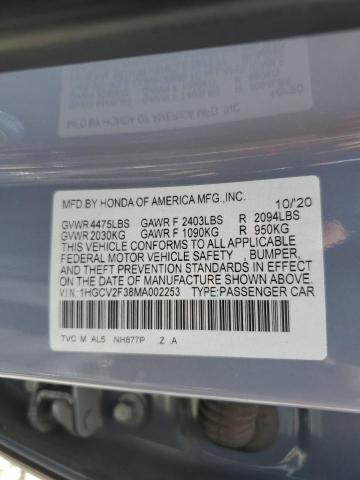 MFD BY HONDA OF AMERICA MFG.,INC. 10/20
GVWR 4475LBS GAWR F 2403LBS R 2094LBS
GVWR 2030KG GAWR F 1090KG R 950KG
THIS VEHICLE CONFORMS TO ALL APPLICABLE
FEDERAL MOTOR VEHICLE SAFETY , BUMPER,
AND THEFT PREVENTION STANDARDS IN EFFECT
ON THE DATE OF MANUFACTURE SHOWN ABOVE.
V.I.N: 1HGCV2F38MA002253 TYPE:PASSENGER CAR
TVC M AL5 NH877P .Z .A